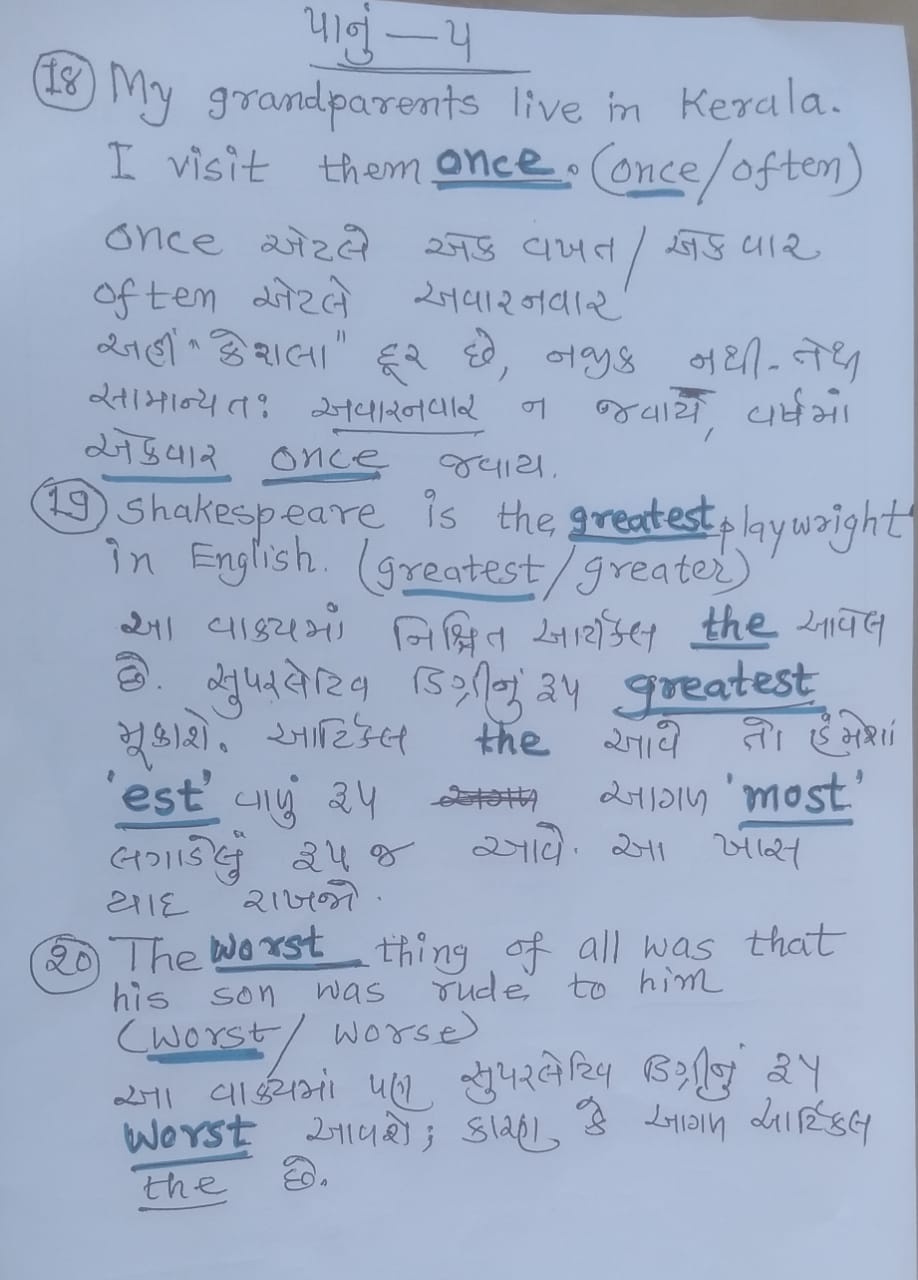 પાનું — ૫
18 My grandparents live in Kerala.
I visit them once. (once/often)
once એટલે એક વખત/ એક વાર
often એટલે અવારનવાર
અહીં "કેરાલા" દૂર છે, નજીક નથી- તેથી
સામાન્યતઃ અવારનવાર ન જવાય, વર્ષમાં
એકવાર once જવાય.
19 Shakespeare is the greatest playwright
in English. (greatest/greater)
આ વાક્યમાં નિશ્ચિત આર્ટીકલ the આવેલ
છે. સુપરલેટિવ ડિગ્રીનું રૂપ greatest
મૂકાશે. આર્ટિકલ the આવે તો હંમેશાં
'est' વાળું રૂપ આગળ 'most'
લગાડેલું રૂપ જ આવે. આ ખાસ
યાદ રાખજો.
20 The worst thing of all was that
his son was rude to him
(worst/ worse)
આ વાક્યમાં પણ સુપરલેટિવ ડિગ્રીનું રૂપ
worst આવશે; કારણ કે આગળ આર્ટિકલ
the છે.